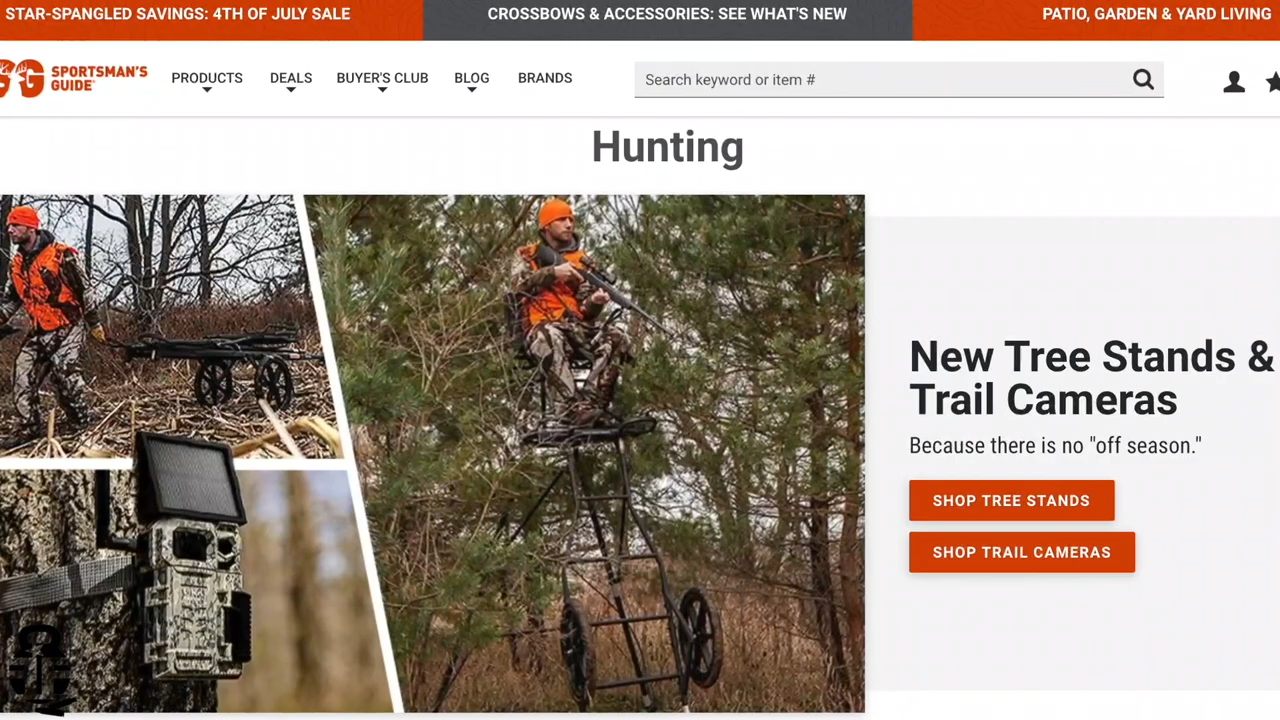 STAR-SPANGLED SAVINGS: 4TH OF JULY SALE
CROSSBOWS & ACCESSORIES: SEE WHAT'S NEW
PATIO, GARDEN & YARD LIVING
SG SPORTSMAN'S
GUIDE
PRODUCTS
DEALS
BUYER'S CLUB
BLOG
BRANDS
Search keyword or item #
Hunting
New Tree Stands &
Trail Cameras
Because there is no "off season."
SHOP TREE STANDS
SHOP TRAIL CAMERAS